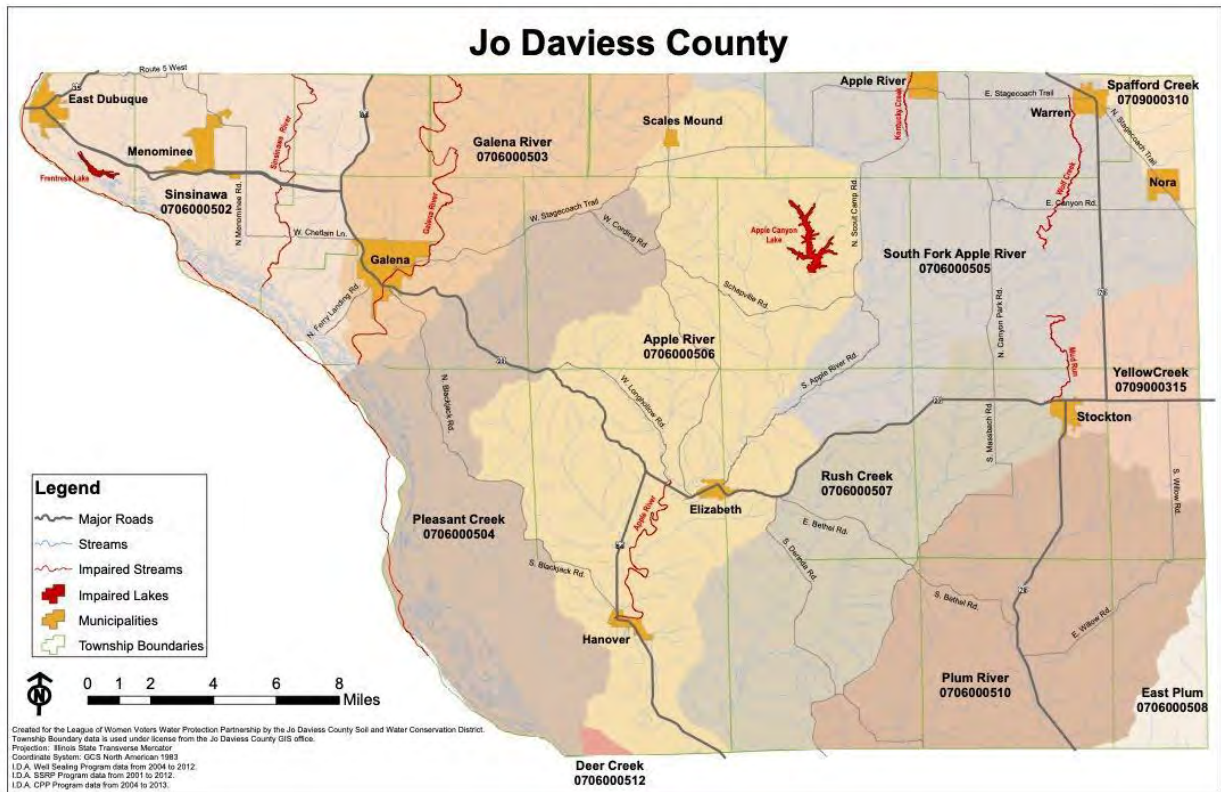 Jo Daviess County
Route 5 West
East Dubuque
Menominee
Frentress Lake
Sinsinawa
0706000502
N Menominee Rd.
Sinsinawa River
W. Chetlain Ln.
Galena River
0706000503
Galena River
Galena
N. Ferry Landing Rd.
Scales Mound
W. Stagecoach Trail
W. Cording Rd
Schapville Rd.
Apple Canyon
Lake
N. Scout Camp Rd.
Apple River
Kentucky Creek
E. Stagecoach Trail
Warren
Spafford Creek
0709000310
N. Stagecoach Trail
Nora
Wolf Creek
E. Canyon Rd.
South Fork Apple River
0706000505
N. Canyon Park Rd.
Mud Run
YellowCreek
0709000315
Stockton
Apple River
0706000506
S. Apple River Rd.
W. Longhollow Rd.
N. Blackjack Rd.
S. Massbach Rd.
Rush Creek
0706000507
Elizabeth
Apple River
E. Bethel Rd.
S. Derinda Rd.
S. Willow Rd.
Pleasant Creek
0706000504
S. Blackjack Rd.
Hanover
S. Bethel Rd.
E. Willow Rd.
Plum River
0706000510
East Plum
0706000508
Deer Creek
0706000512
Legend
Major Roads
Streams
Impaired Streams
Impaired Lakes
Municipalities
Township Boundaries
N
0 1 2 4 6 8
Miles
Created for the League of Women Voters Water Protection Partnership by the Jo Daviess County Soil and Water Conservation District.
Township Boundary data is used under license from the Jo Daviess County GIS office.
Projection: Illinois State Transverse Mercator
Coordinate System: GCS North American 1983
I.D.A. Well Sealing Program data from 2004 to 2012.
I.D.A. SSRP Program data from 2001 to 2012.
I.D.A. CPP Program data from 2004 to 2013.